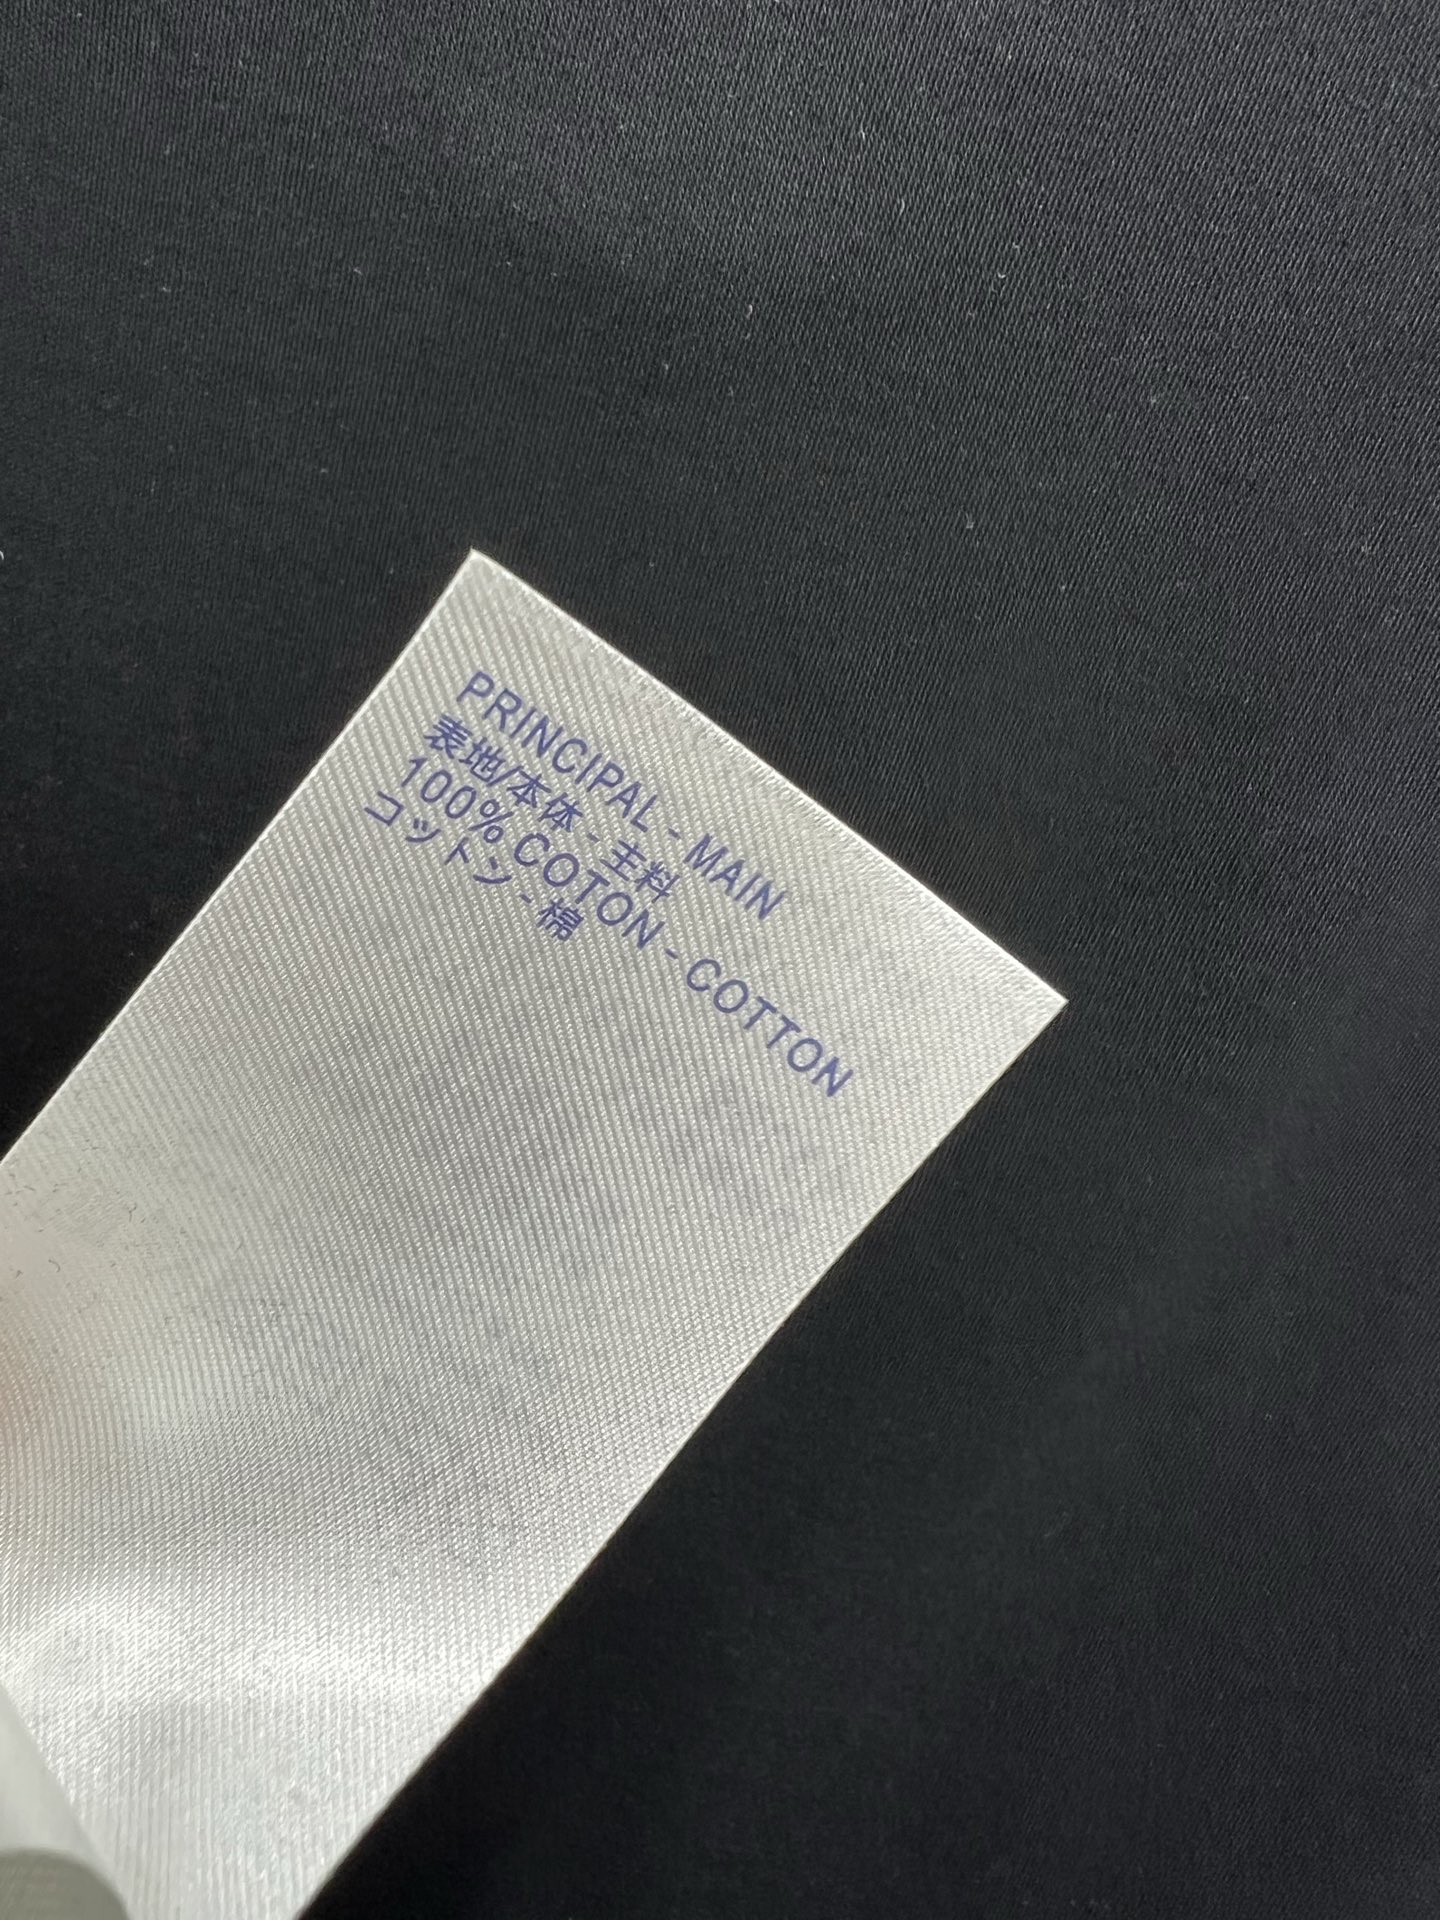 PRINCIPAL - MAIN
表地/本体 - 主料
100% COTON - COTTON
コットン - 棉